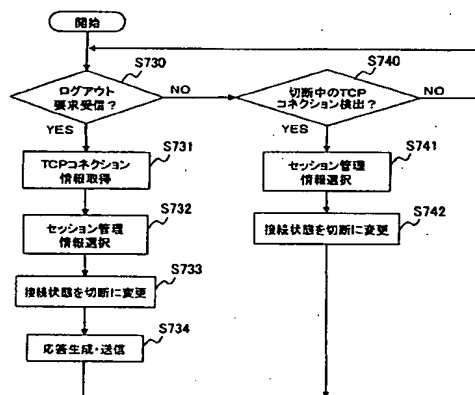 開始
S730
ログアウト
要求受信?
NO
YES
S740
切断中のTCP
コネクション検出?
NO
YES
S731
TCPコネクション
情報取得
S741
セッション管理
情報選択
S732
セッション管理
情報選択
S742
接続状態を切断に変更
S733
接続状態を切断に変更
S734
応答生成・送信